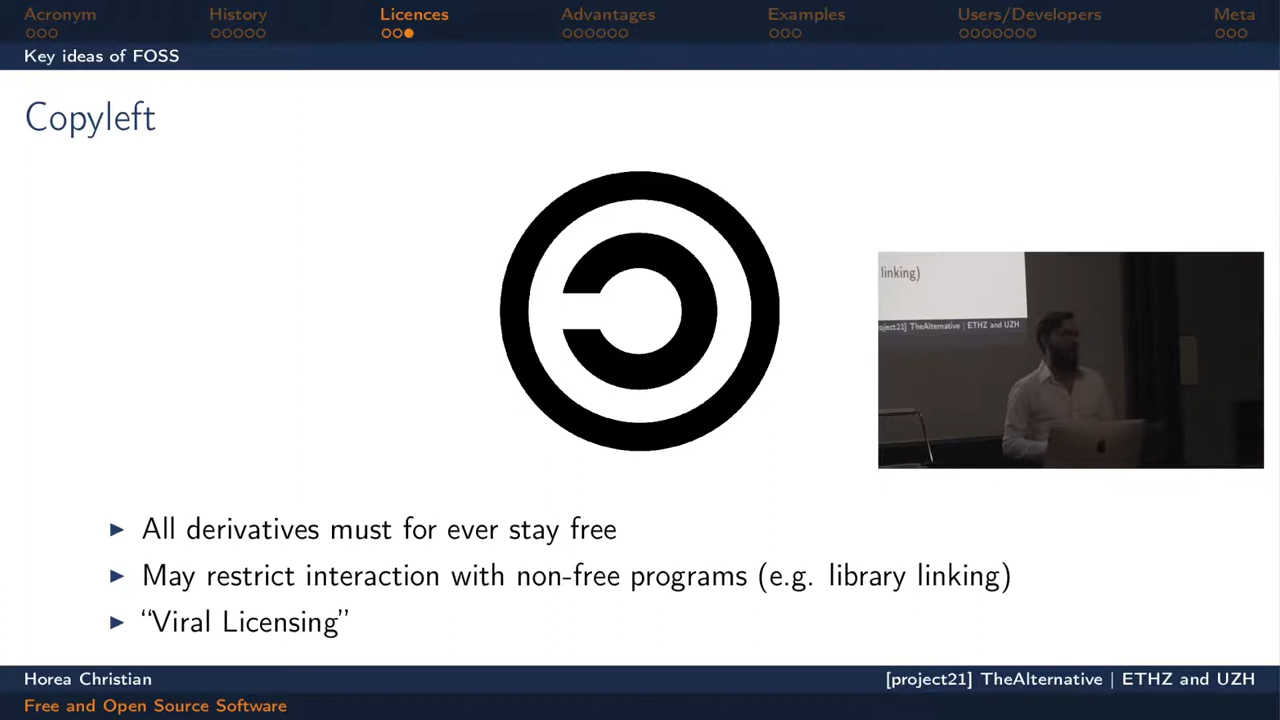 Acronym History Licences Advantages Examples Users/Developers Meta
Key ideas of FOSS
Copyleft
linking)
project21] TheAlternative | ETHZ and UZH
All derivatives must for ever stay free
May restrict interaction with non-free programs (e.g. library linking)
“Viral Licensing”
Horea Christian [project21] TheAlternative | ETHZ and UZH
Free and Open Source Software